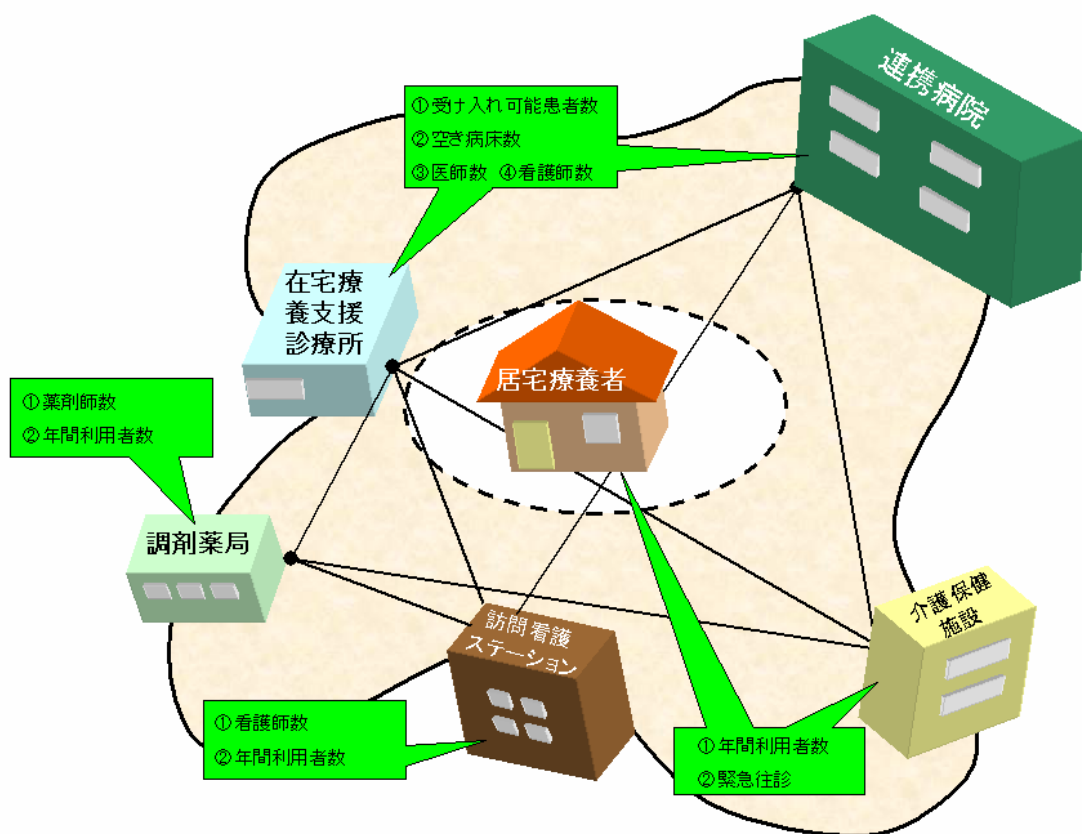 連携病院
①受け入れ可能患者数
②空き病床数
③医師数 ④看護師数
在宅療
養支援
診療所
居宅療養者
①薬剤師数
②年間利用者数
調剤薬局
介護保健
施設
訪問看護
ステーション
①看護師数
②年間利用者数
①年間利用者数
②緊急往診